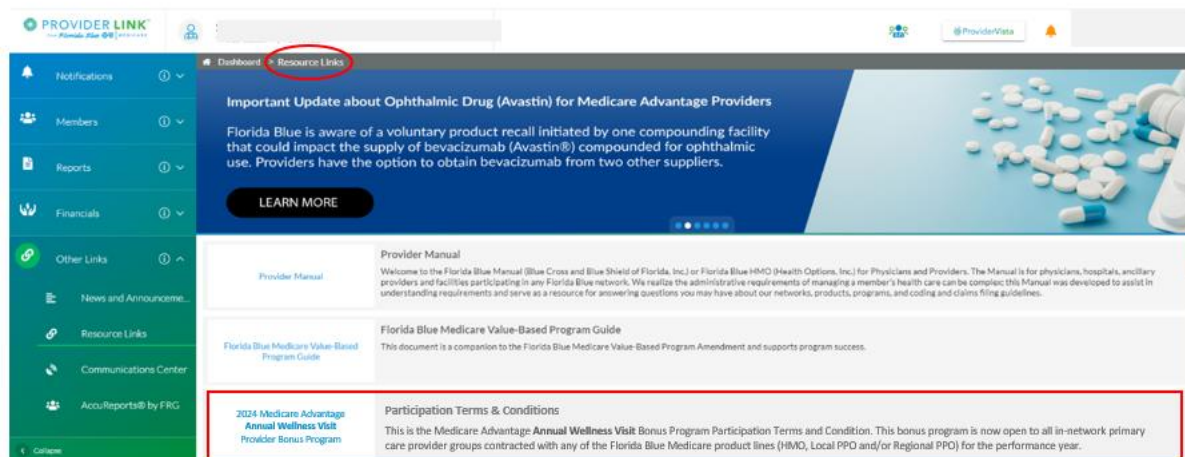 PROVIDER LINK
FOR Florida Blue MEDICARE
ProviderVista
Dashboard > Resource Links
Notifications
Members
Reports
Financials
Other Links
News and Announceme...
Resource Links
Communications Center
AccuReports® by FRG
Collapse
Important Update about Ophthalmic Drug (Avastin) for Medicare Advantage Providers
Florida Blue is aware of a voluntary product recall initiated by one compounding facility
that could impact the supply of bevacizumab (Avastin®) compounded for ophthalmic
use. Providers have the option to obtain bevacizumab from two other suppliers.
LEARN MORE
Provider Manual
Provider Manual
Welcome to the Florida Blue Manual (Blue Cross and Blue Shield of Florida, Inc.) or Florida Blue HMO (Health Options, Inc.) for Physicians and Providers. The Manual is for physicians, hospitals, ancillary
providers and facilities participating in any Florida Blue network. We realize the administrative requirements of managing a member's health care can be complex; this Manual was developed to assist in
understanding requirements and serve as a resource for answering questions you may have about our networks, products, programs, and coding and claims filing guidelines.
Florida Blue Medicare Value-Based
Program Guide
Florida Blue Medicare Value-Based Program Guide
This document is a companion to the Florida Blue Medicare Value-Based Program Amendment and supports program success.
2024 Medicare Advantage
Annual Wellness Visit
Provider Bonus Program
Participation Terms & Conditions
This is the Medicare Advantage Annual Wellness Visit Bonus Program Participation Terms and Condition. This bonus program is now open to all in-network primary
care provider groups contracted with any of the Florida Blue Medicare product lines (HMO, Local PPO and/or Regional PPO) for the performance year.